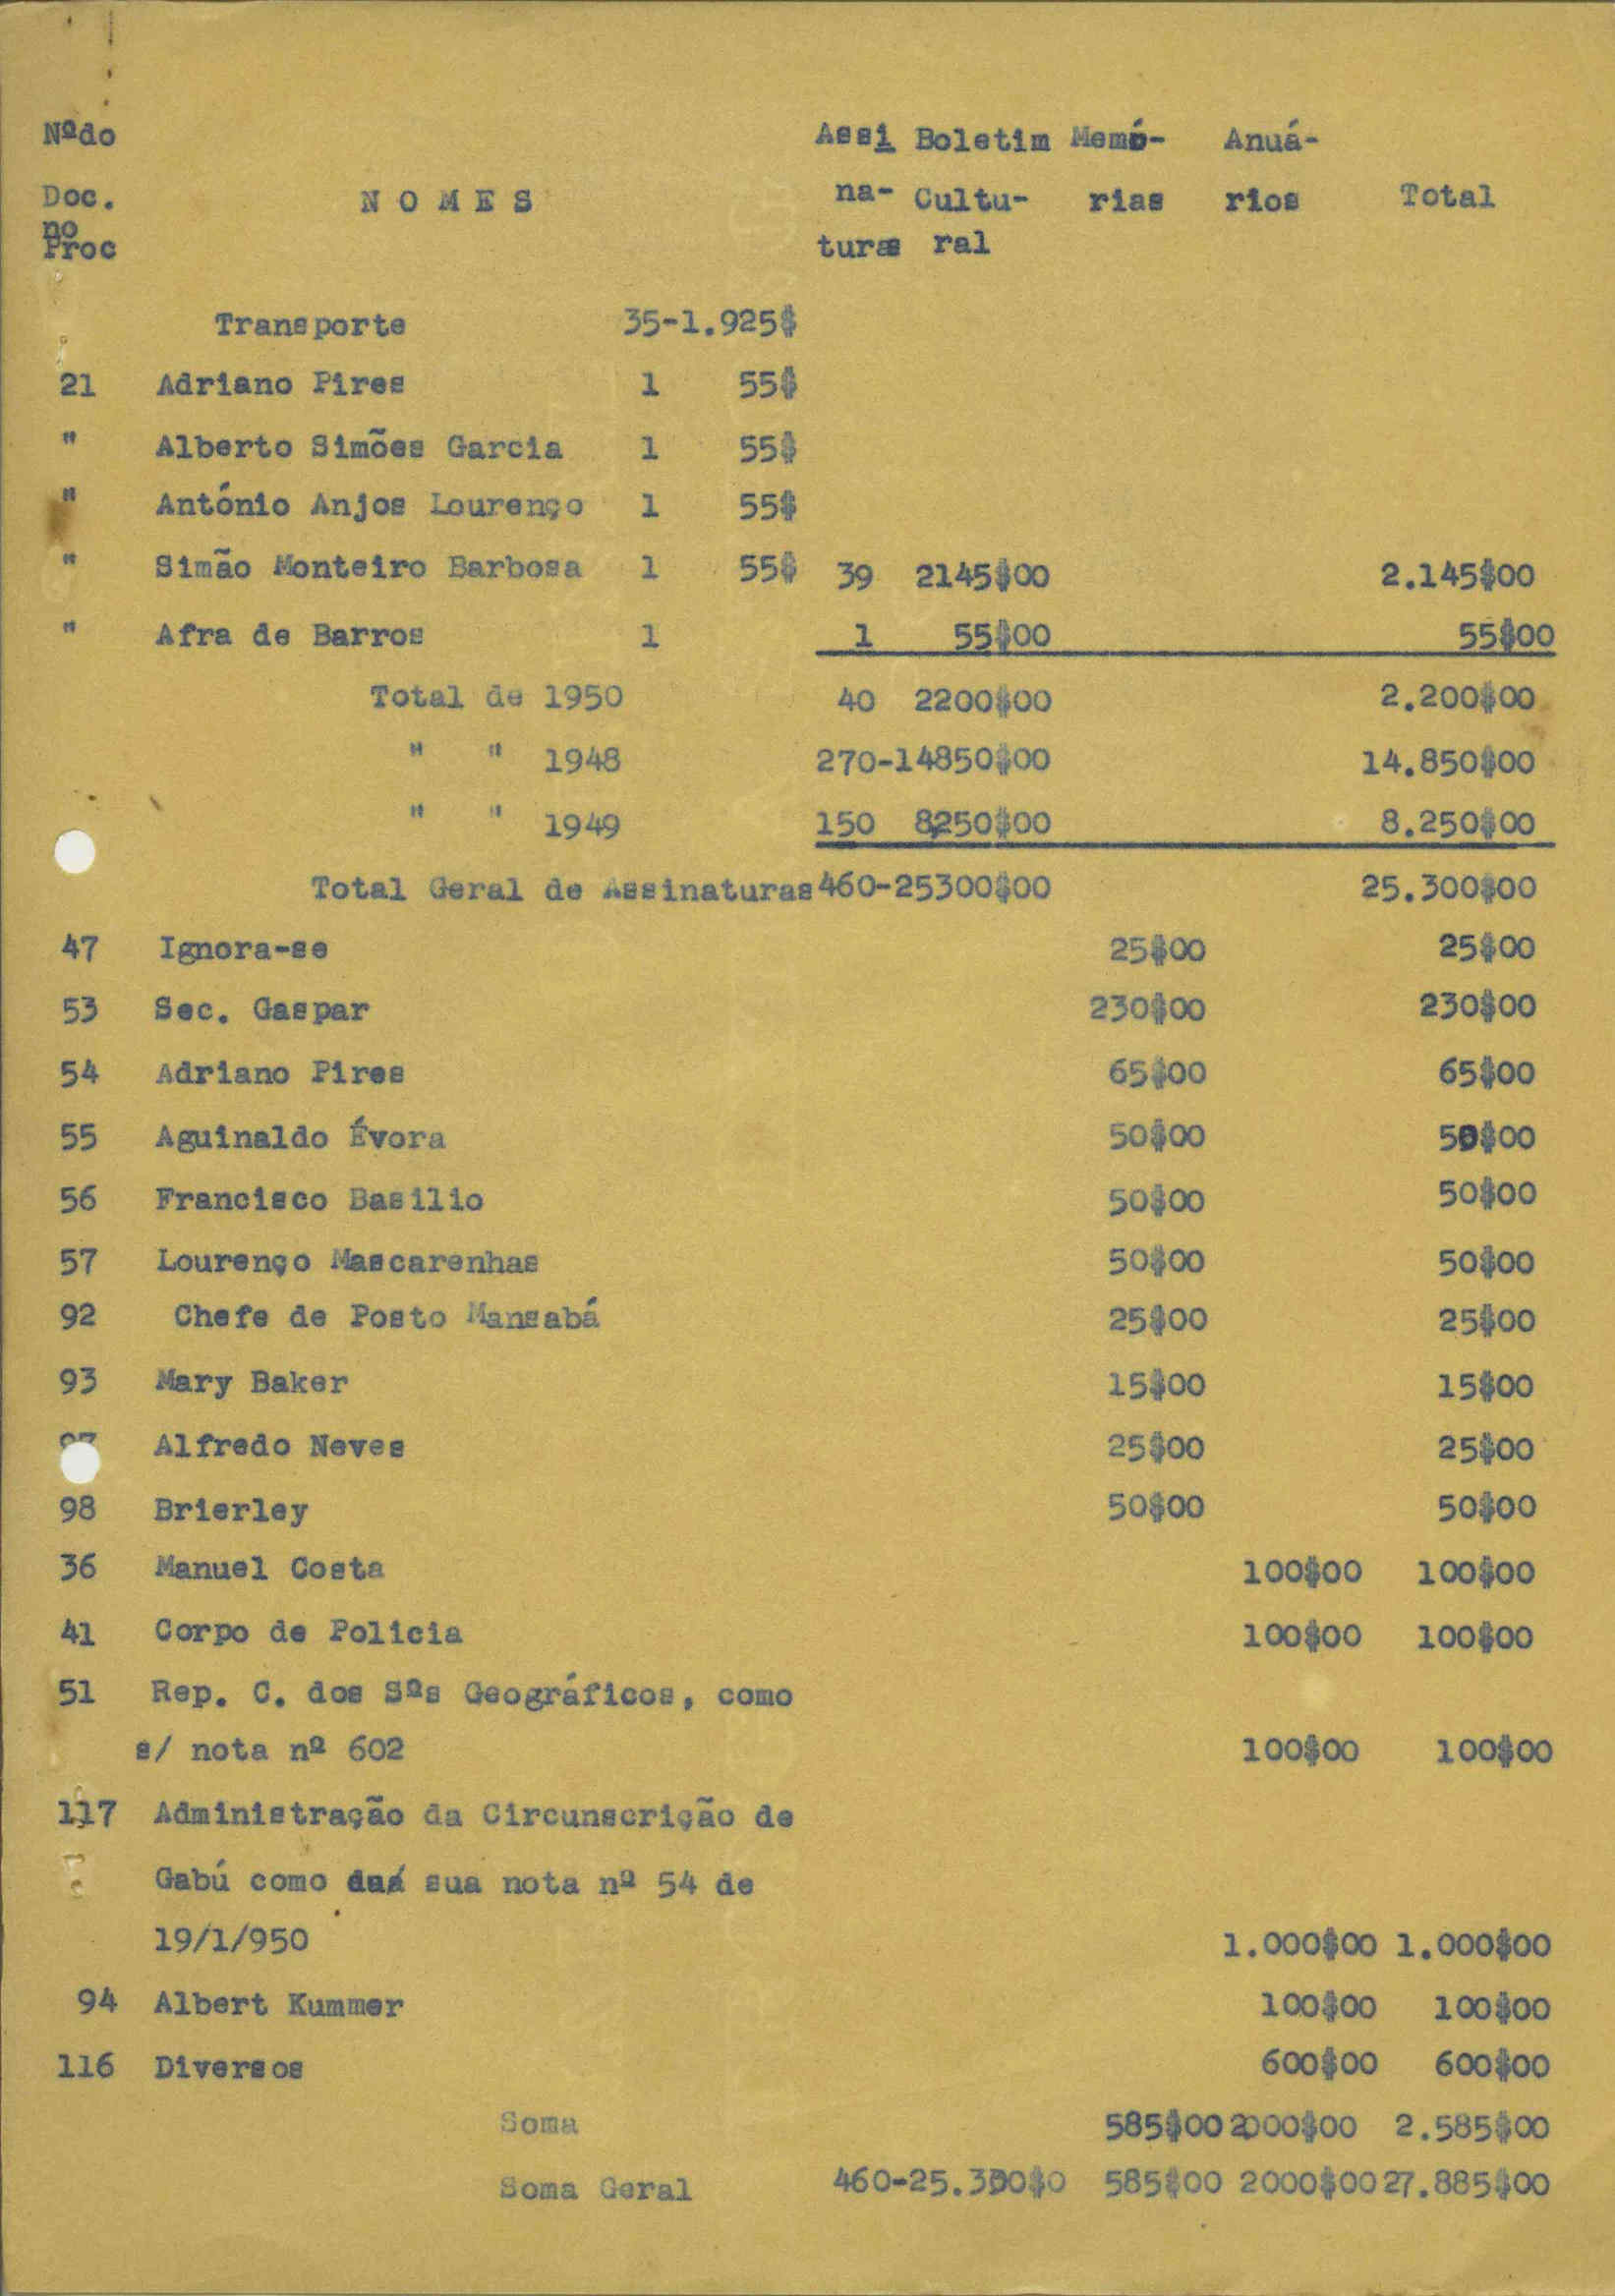 Nºdo Assi Boletim Memó- Anuá-
Doc. NOMES na- Cultu- rias rios Total
no
Proc turas ral
Transporte 35-1.925$
21 Adriano Pires 1 55$
" Alberto Simões Garcia 1 55$
" António Anjos Lourenço 1 55$
" Simão Monteiro Barbosa 1 55$ 39 2145$00 2.145$00
" Afra de Barros 1 1 55$00 55$00
Total de 1950 40 2200$00 2.200$00
" " 1948 270-14850$00 14.850$00
" " 1949 150 8250$00 8.250$00
Total Geral de Assinaturas 460-25300$00 25.300$00
47 Ignora-se 25$00 25$00
53 Sec. Gaspar 230$00 230$00
54 Adriano Pires 65$00 65$00
55 Aguinaldo Évora 50$00 50$00
56 Francisco Basilio 50$00 50$00
57 Lourenço Mascarenhas 50$00 50$00
92 Chefe de Posto Mansabá 25$00 25$00
93 Mary Baker 15$00 15$00
Alfredo Neves 25$00 25$00
98 Brierley 50$00 50$00
36 Manuel Costa 100$00 100$00
41 Corpo de Policia 100$00 100$00
51 Rep. C. dos Sºs Geográficos, como
s/ nota nº 602 100$00 100$00
117 Administração da Circunscrição de
Gabú como sua nota nº 54 de
19/1/950 1.000$00 1.000$00
94 Albert Kummer 100$00 100$00
116 Diversos 600$00 600$00
Soma 585$00 2000$00 2.585$00
Soma Geral 460-25.300$0 585$00 2000$00 27.885$00